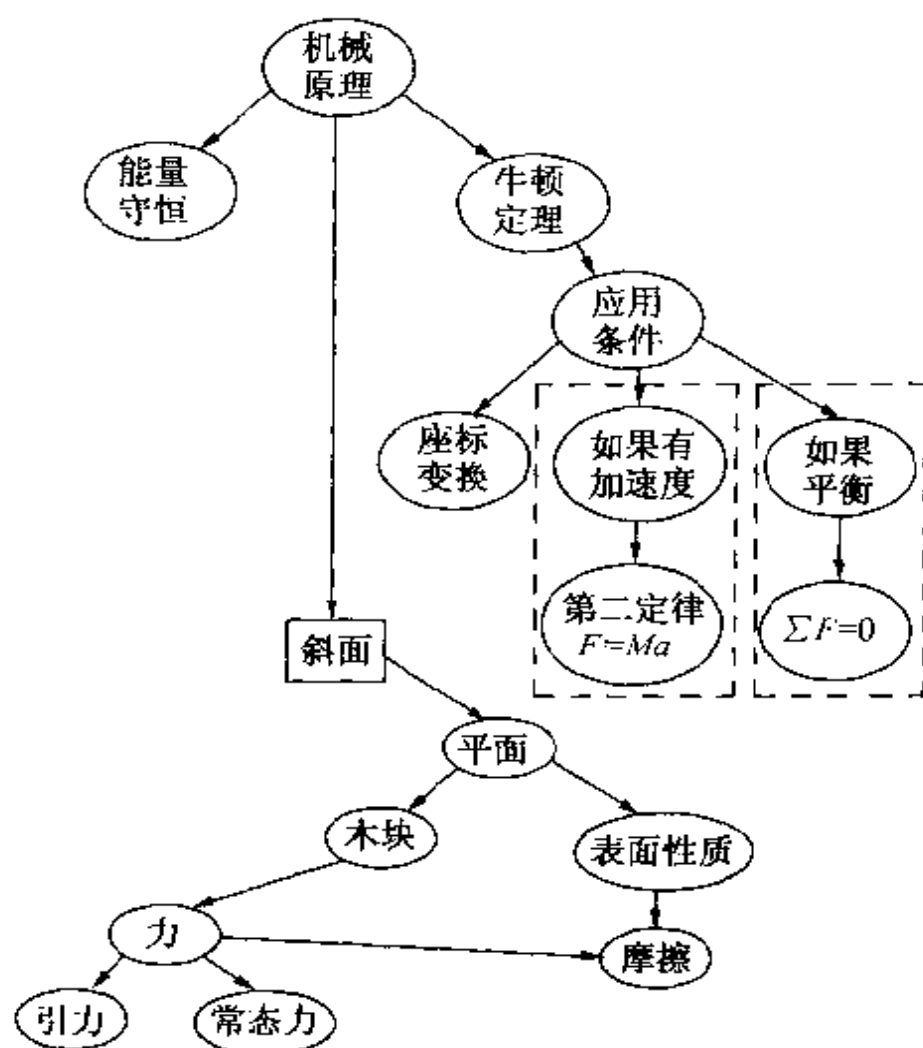 机械
原理
能量
守恒
牛顿
定理
应用
条件
座标
变换
如果有
加速度
如果
平衡
第二定律
F=Ma
ΣF=0
斜面
平面
木块
表面性质
力
摩擦
引力
常态力